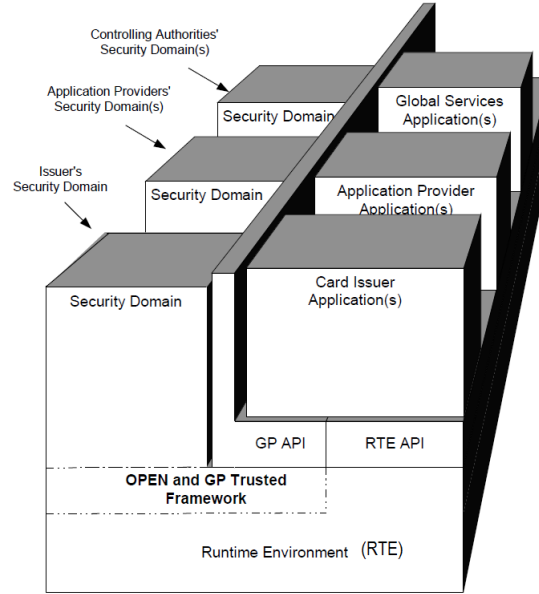 Controlling Authorities'
Security Domain(s)
Application Providers'
Security Domain(s)
Issuer's
Security Domain
Security Domain
Security Domain
Security Domain
Global Services
Application(s)
Application Provider
Application(s)
Card Issuer
Application(s)
GP API
RTE API
OPEN and GP Trusted
Framework
Runtime Environment (RTE)